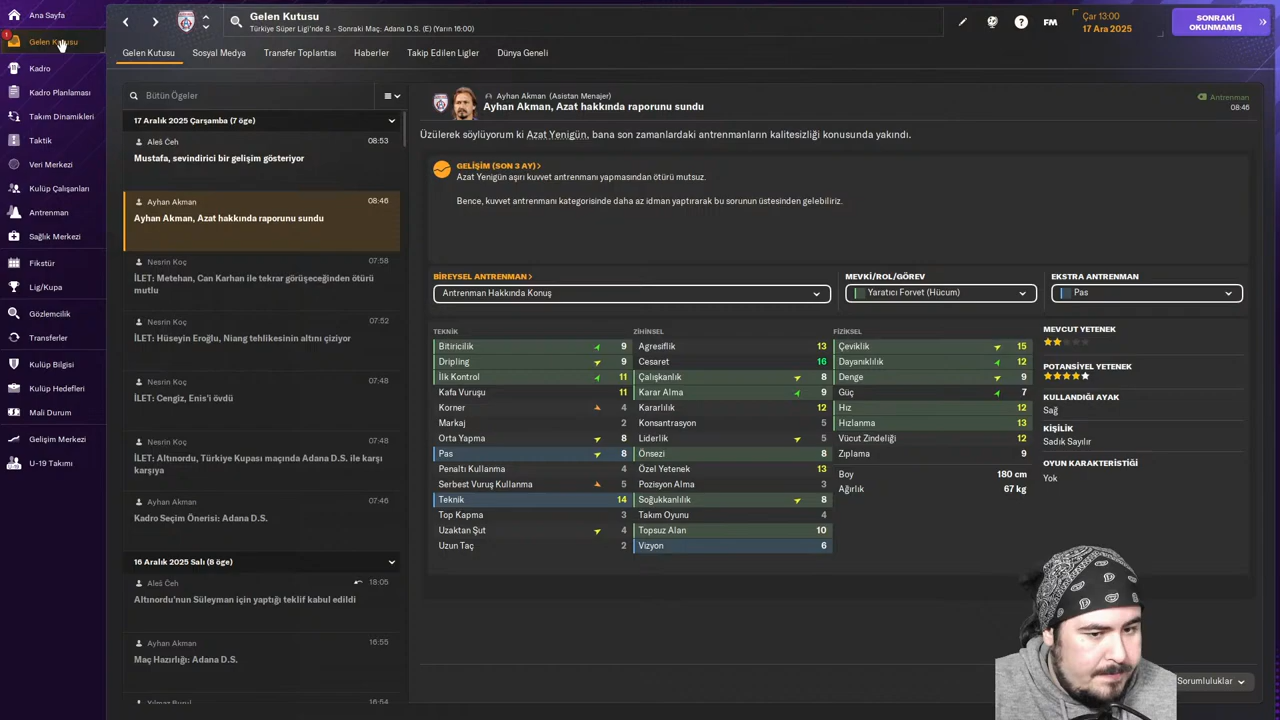 Ana Sayfa
1
Gelen Kutusu
Kadro
Kadro Planlaması
Takım Dinamikleri
Taktik
Veri Merkezi
Kulüp Çalışanları
Antrenman
Sağlık Merkezi
Fikstür
Lig/Kupa
Gözlemcilik
Transferler
Kulüp Bilgisi
Kulüp Hedefleri
Mali Durum
Gelişim Merkezi
U-19 Takımı
Gelen Kutusu
Türkiye Süper Ligi'nde 8. - Sonraki Maç: Adana D.S. (E) (Yarın 16:00)
FM
Çar 13:00
17 Ara 2025
SONRAKİ
OKUNMAMIŞ
Gelen Kutusu
Sosyal Medya
Transfer Toplantısı
Haberler
Takip Edilen Ligler
Dünya Geneli
Bütün Ögeler
17 Aralık 2025 Çarşamba (7 öge)
Aleš Čeh
08:53
Mustafa, sevindirici bir gelişim gösteriyor
Ayhan Akman
08:46
Ayhan Akman, Azat hakkında raporunu sundu
Nesrin Koç
07:58
İLET: Metehan, Can Karhan ile tekrar görüşeceğinden ötürü
mutlu
Nesrin Koç
07:52
İLET: Hüseyin Eroğlu, Niang tehlikesinin altını çiziyor
Nesrin Koç
07:48
İLET: Cengiz, Enis'i övdü
Nesrin Koç
07:48
İLET: Altınordu, Türkiye Kupası maçında Adana D.S. ile karşı
karşıya
Ayhan Akman
07:46
Kadro Seçim Önerisi: Adana D.S.
16 Aralık 2025 Salı (8 öge)
Aleš Čeh
18:05
Altınordu'nun Süleyman için yaptığı teklif kabul edildi
Ayhan Akman
16:55
Maç Hazırlığı: Adana D.S.
16:54
Ayhan Akman (Asistan Menajer)
Ayhan Akman, Azat hakkında raporunu sundu
Antrenman
08:46
Üzülerek söylüyorum ki Azat Yenigün, bana son zamanlardaki antrenmanların kalitesizliği konusunda yakındı.
GELİŞİM (SON 3 AY)
Azat Yenigün aşırı kuvvet antrenmanı yapmasından ötürü mutsuz.
Bence, kuvvet antrenmanı kategorisinde daha az idman yaptırarak bu sorunun üstesinden gelebiliriz.
BİREYSEL ANTRENMAN
Antrenman Hakkında Konuş
MEVKİ/ROL/GÖREV
Yaratıcı Forvet (Hücum)
EKSTRA ANTRENMAN
Pas
TEKNİK
Bitiricilik 9
Dripling 9
İlk Kontrol 11
Kafa Vuruşu 11
Korner 4
Markaj 2
Orta Yapma 8
Pas 8
Penaltı Kullanma 4
Serbest Vuruş Kullanma 5
Teknik 14
Top Kapma 3
Uzaktan Şut 4
Uzun Taç 2
ZİHİNSEL
Agresiflik 13
Cesaret 16
Çalışkanlık 8
Karar Alma 9
Kararlılık 12
Konsantrasyon 5
Liderlik 5
Önsezi 8
Özel Yetenek 13
Pozisyon Alma 3
Soğukkanlılık 8
Takım Oyunu 4
Topsuz Alan 10
Vizyon 6
FİZİKSEL
Çeviklik 15
Dayanıklılık 12
Denge 9
Güç 7
Hız 12
Hızlanma 13
Vücut Zindeliği 12
Zıplama 9
Boy 180 cm
Ağırlık 67 kg
MEVCUT YETENEK
POTANSİYEL YETENEK
KULLANDIĞI AYAK
Sağ
KİŞİLİK
Sadık Sayılır
OYUN KARAKTERİSTİĞİ
Yok
Sorumluluklar